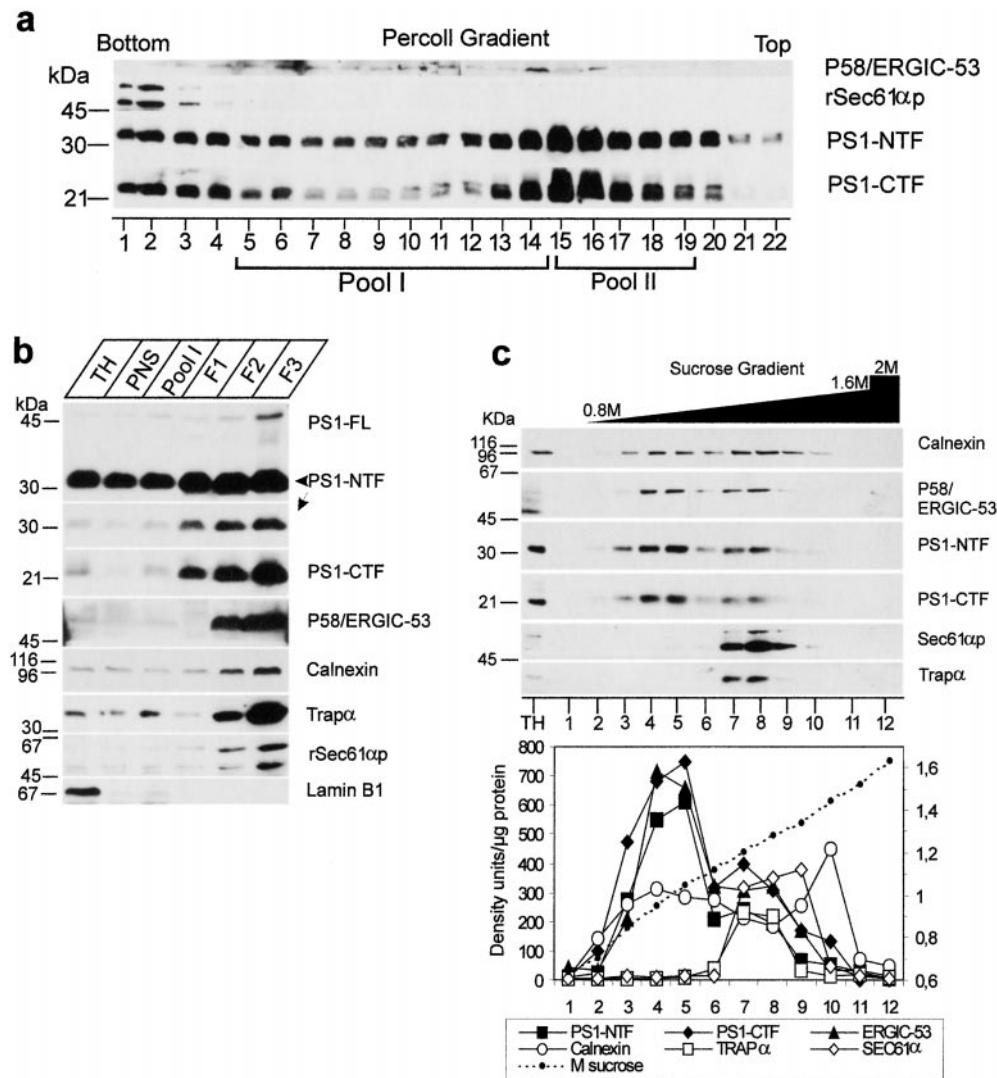 a
Bottom Percoll Gradient Top
kDa
P58/ERGIC-53
rSec61αp
45
30 PS1-NTF
21 PS1-CTF
1 2 3 4 5 6 7 8 9 10 11 12 13 14 15 16 17 18 19 20 21 22
Pool I Pool II
b
TH PNS Pool I F1 F2 F3
kDa
45 PS1-FL
30 PS1-NTF
30
21 PS1-CTF
P58/ERGIC-53
45
116
96 Calnexin
Trapα
30
67 rSec61αp
45
67 Lamin B1
c
Sucrose Gradient
0.8M 1.6M 2M
KDa
116
96 Calnexin
67
P58/
ERGIC-53
45
30 PS1-NTF
21 PS1-CTF
Sec61αp
45
Trapα
TH 1 2 3 4 5 6 7 8 9 10 11 12
Density units/µg protein
800
700
600
500
400
300
200
100
0
1,6
1,4
1,2
1
0,8
0,6
1 2 3 4 5 6 7 8 9 10 11 12
PS1-NTF PS1-CTF ERGIC-53
Calnexin TRAPα SEC61α
M sucrose